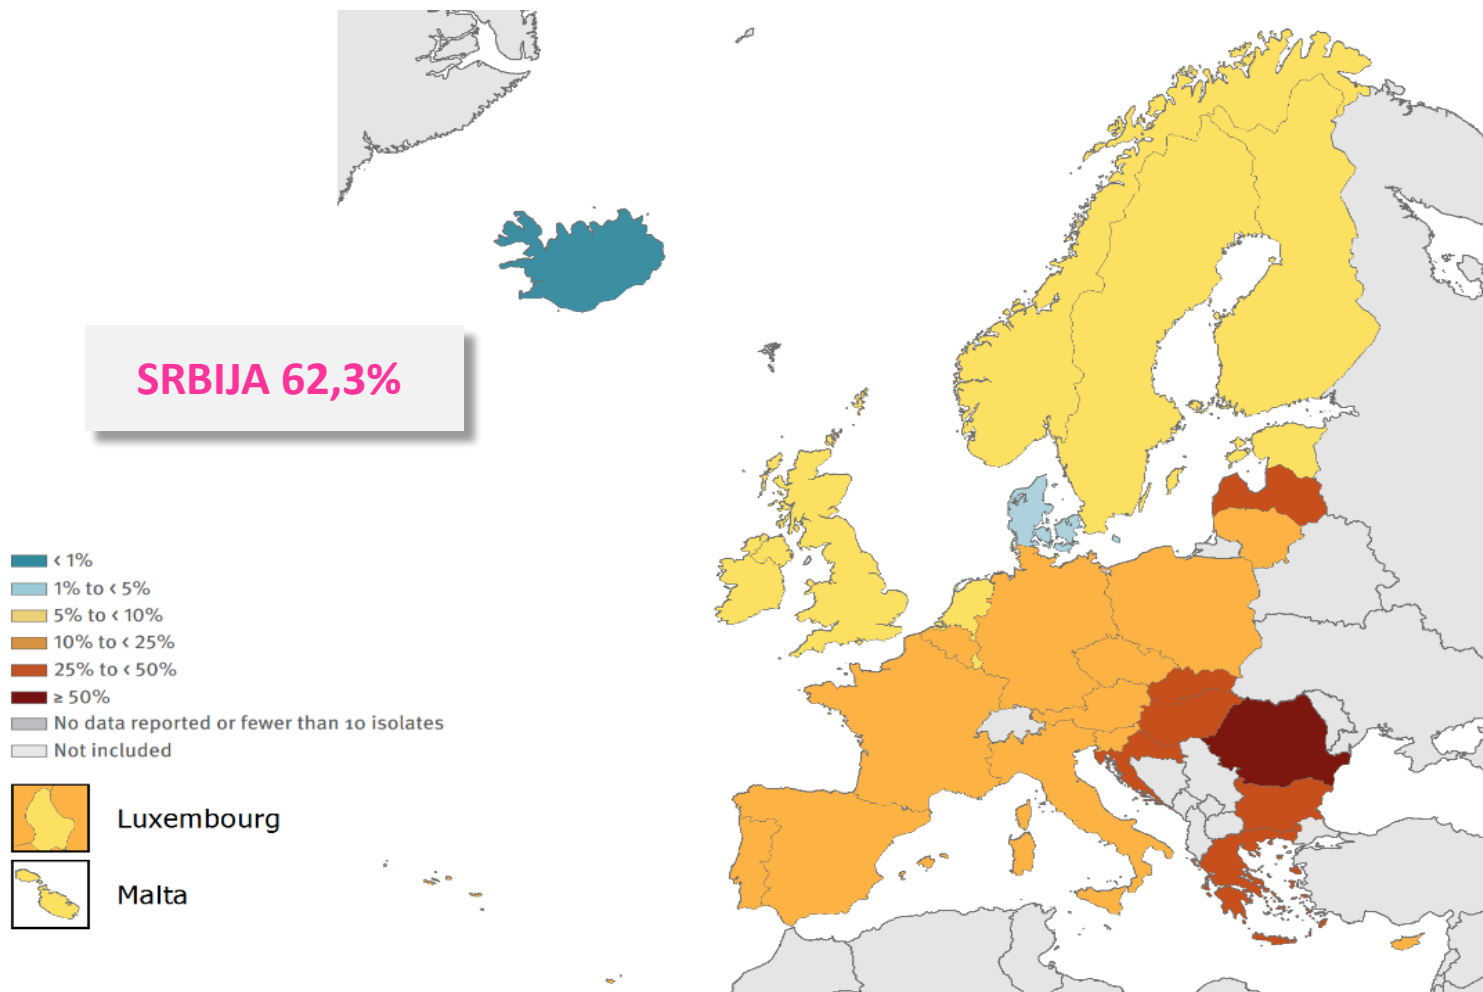 SRBIJA 62,3%
< 1%
1% to < 5%
5% to < 10%
10% to < 25%
25% to < 50%
≥ 50%
No data reported or fewer than 10 isolates
Not included
Luxembourg
Malta